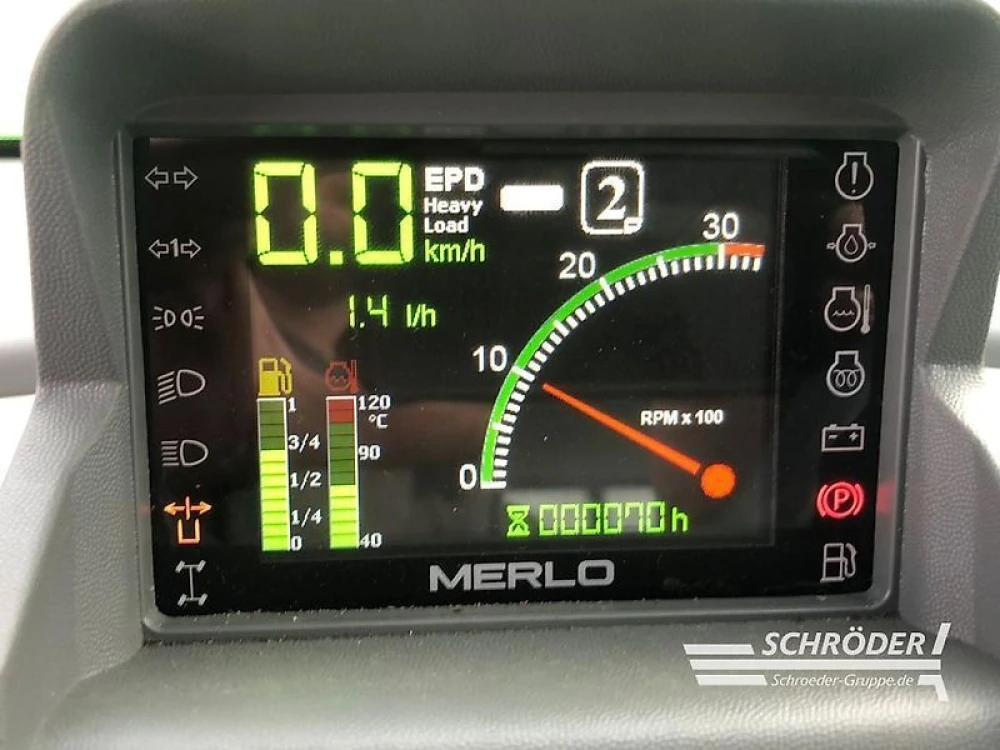 0.0 EPD
Heavy
Load
km/h
2
1.4 l/h
1
3/4
1/2
1/4
0
120
°C
90
40
0
10
20
30
RPM x 100
000070 h
1
P
MERLO
SCHRÖDER
Schroeder-Gruppe.de